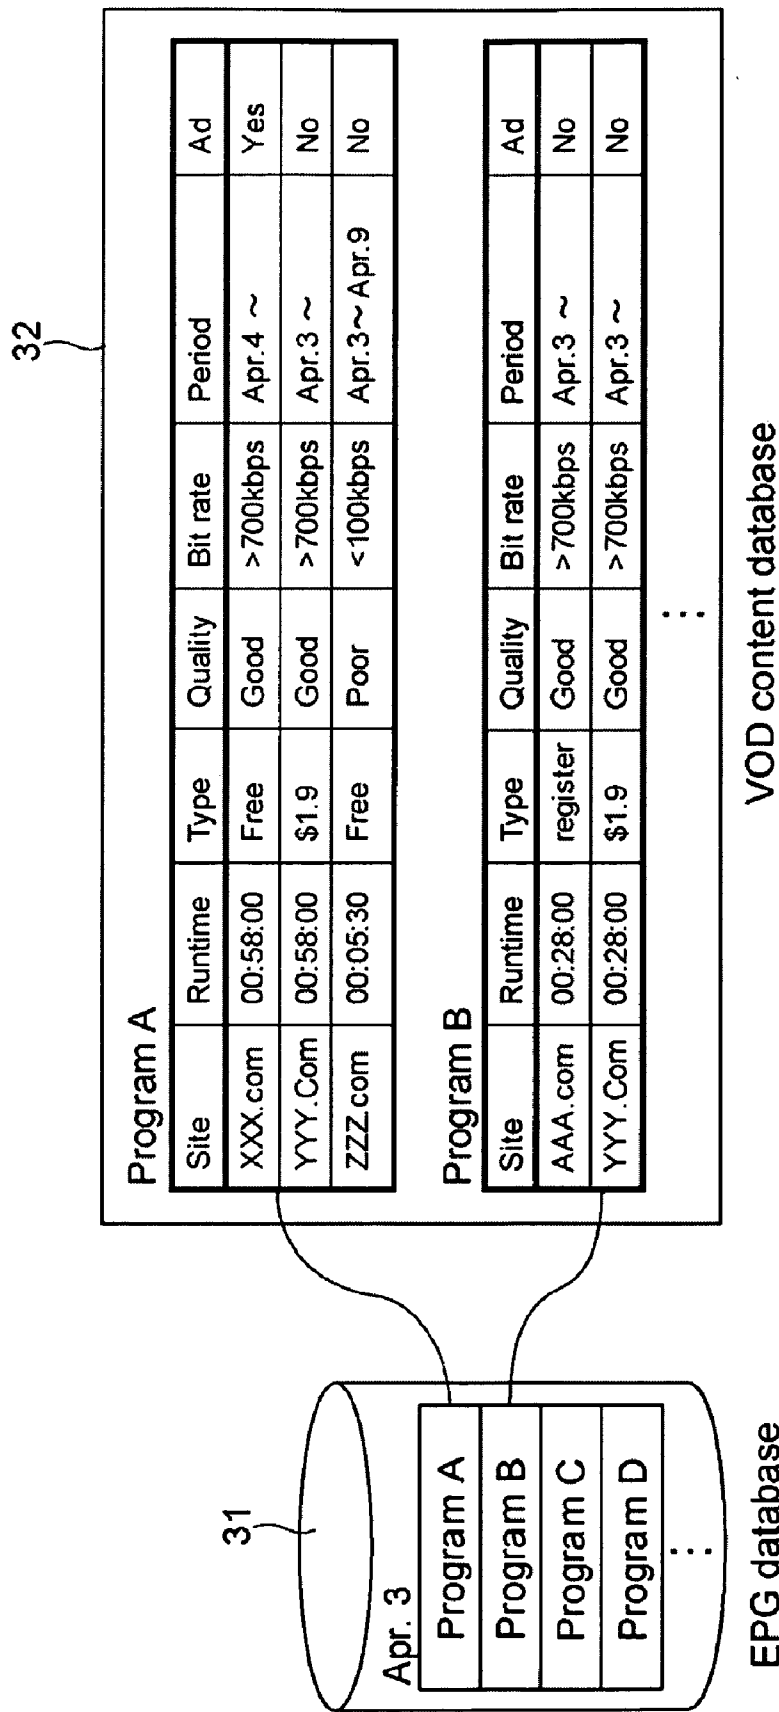 31
Apr. 3
Program A
Program B
Program C
Program D
⋮
EPG database
32
Program A
Site Runtime Type Quality Bit rate Period Ad
XXX.com 00:58:00 Free Good >700kbps Apr.4 ~ Yes
YYY.Com 00:58:00 $1.9 Good >700kbps Apr.3 ~ No
ZZZ.com 00:05:30 Free Poor <100kbps Apr.3~ Apr.9 No
Program B
Site Runtime Type Quality Bit rate Period Ad
AAA.com 00:28:00 register Good >700kbps Apr.3 ~ No
YYY.Com 00:28:00 $1.9 Good >700kbps Apr.3 ~ No
⋮
VOD content database